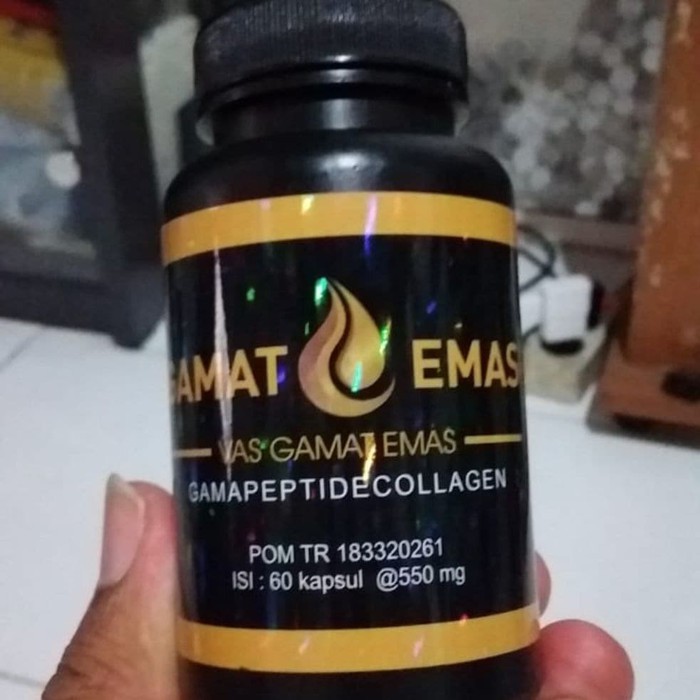 GAMAT EMAS
VAS GAMAT EMAS
GAMAPEPTIDECOLLAGEN
POM TR 183320261
ISI : 60 kapsul @550 mg